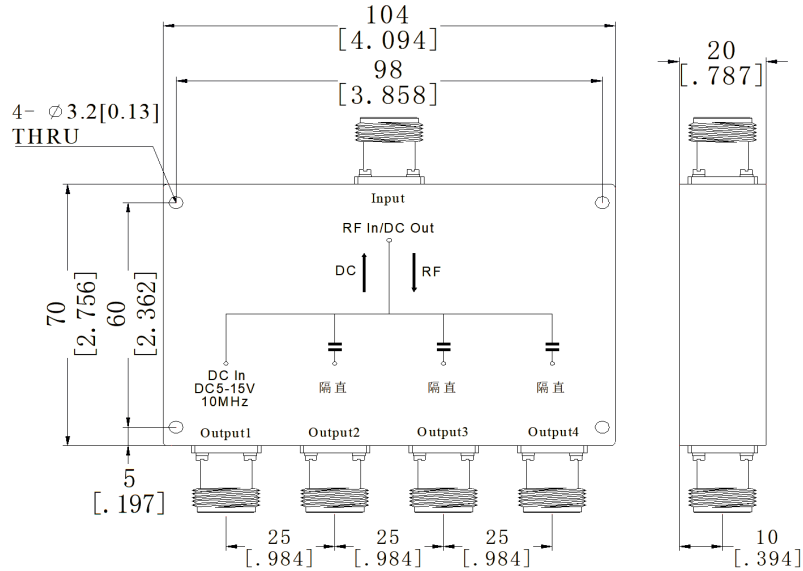 104
[4.094]
98
[3.858]
20
[.787]
4- ∅3.2[0.13]
THRU
Input
RF In/DC Out
DC
RF
70
[2.756]
60
[2.362]
DC In
DC5-15V
10MHz
隔直
隔直
隔直
Output1
Output2
Output3
Output4
5
[.197]
25
[.984]
25
[.984]
25
[.984]
10
[.394]